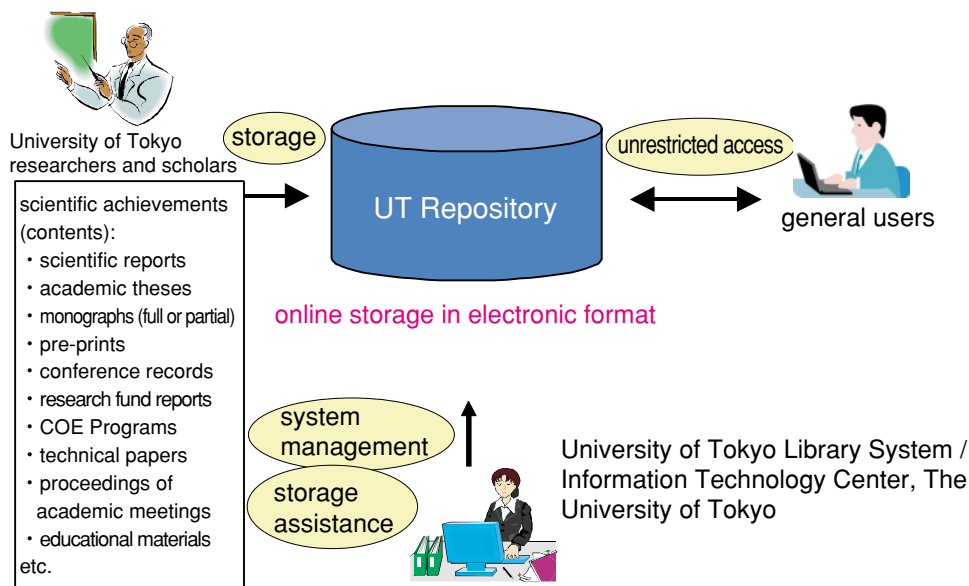 University of Tokyo
researchers and scholars
storage
UT Repository
unrestricted access
general users
scientific achievements
(contents):
・scientific reports
・academic theses
・monographs (full or partial)
・pre-prints
・conference records
・research fund reports
・COE Programs
・technical papers
・proceedings of
academic meetings
・educational materials
etc.
online storage in electronic format
system
management
storage
assistance
University of Tokyo Library System /
Information Technology Center, The
University of Tokyo